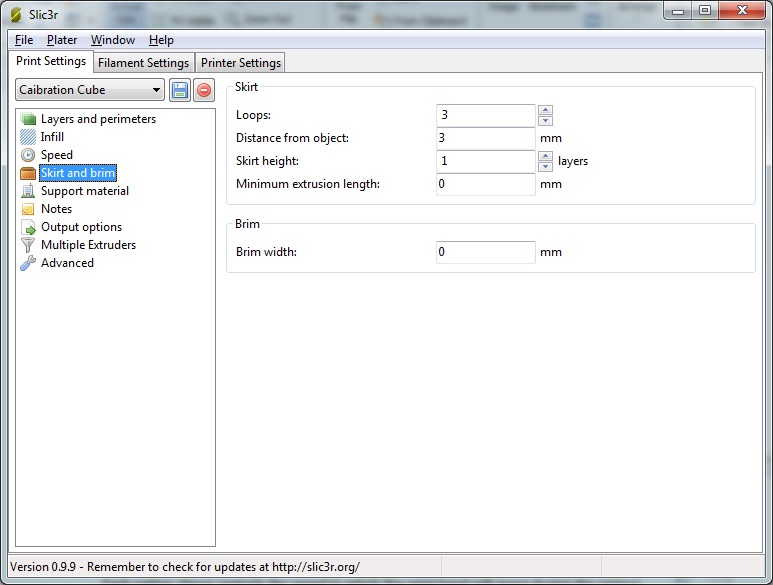 Slic3r
File Plater Window Help
Print Settings Filament Settings Printer Settings
Caibration Cube
Layers and perimeters
Infill
Speed
Skirt and brim
Support material
Notes
Output options
Multiple Extruders
Advanced
Skirt
Loops: 3
Distance from object: 3 mm
Skirt height: 1 layers
Minimum extrusion length: 0 mm
Brim
Brim width: 0 mm
Version 0.9.9 - Remember to check for updates at http://slic3r.org/